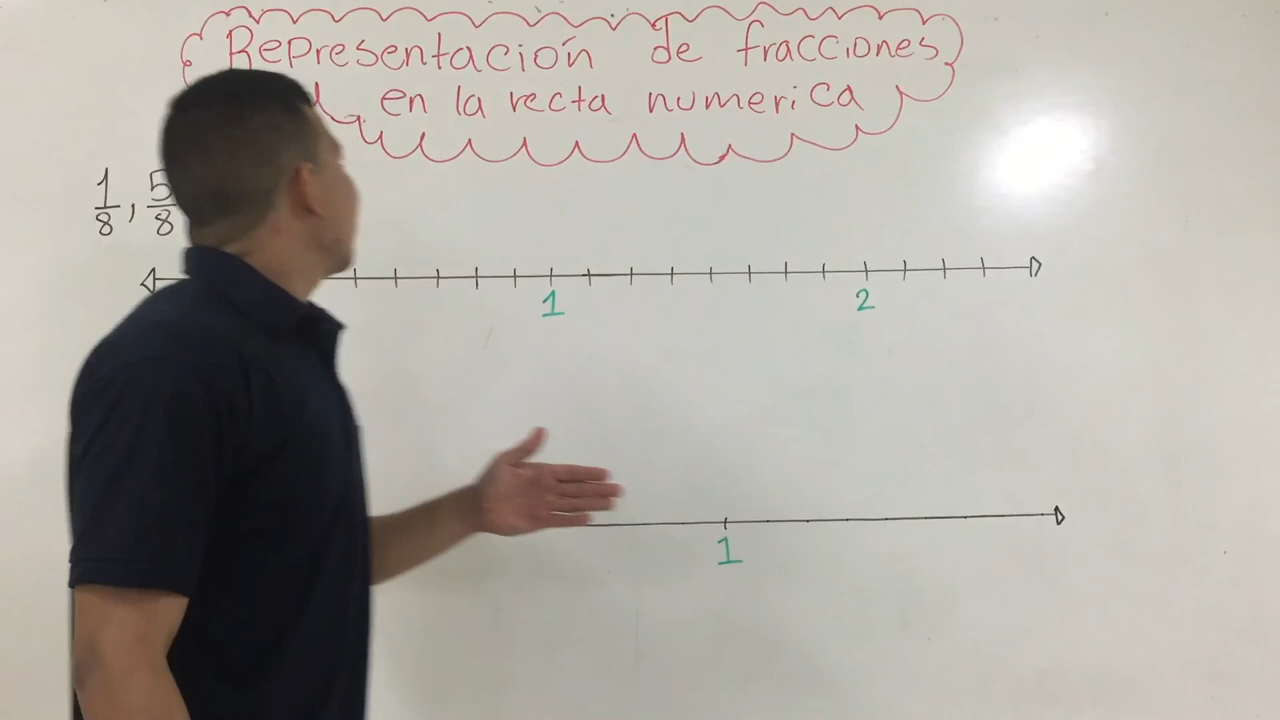 Representación de fracciones
en la recta numerica
1/8, 5/8
1 2
1